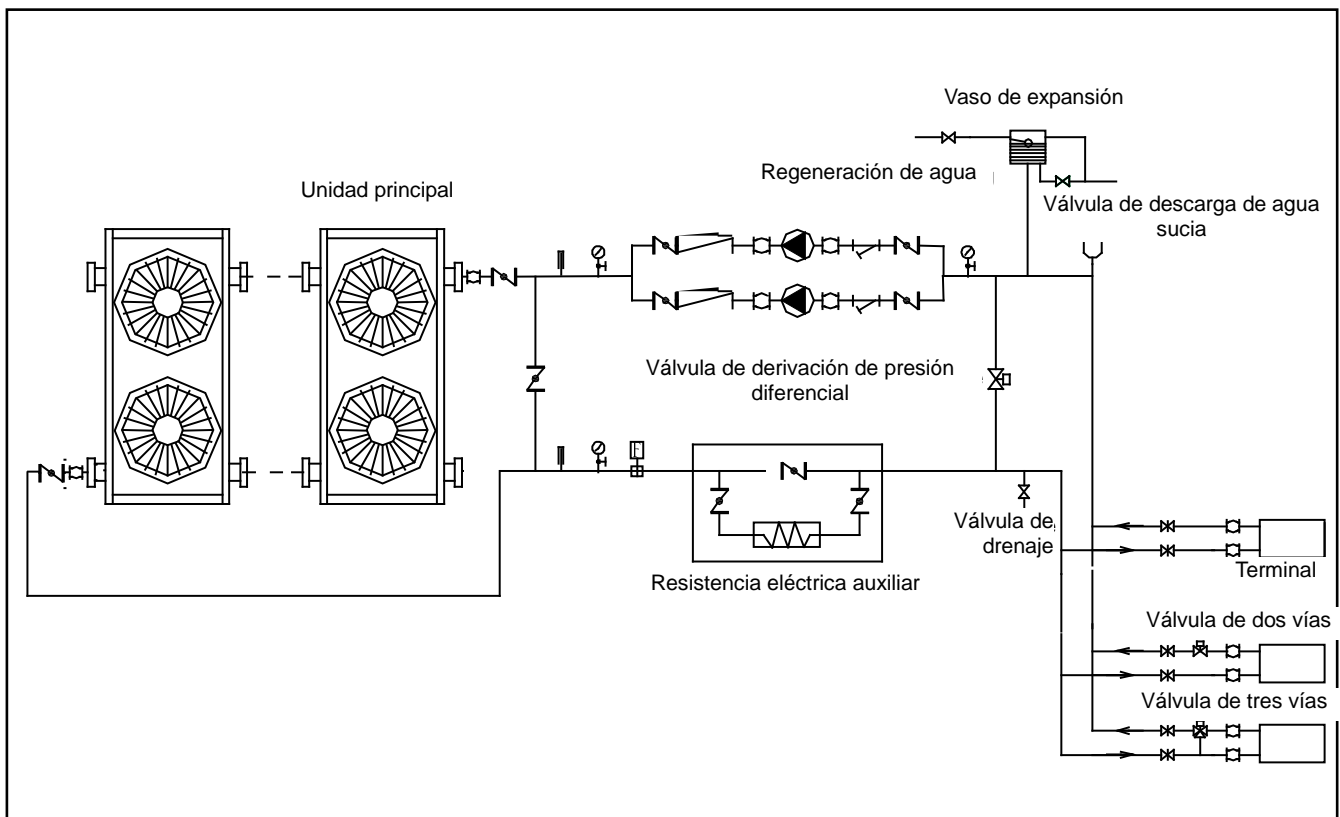 Vaso de expansión
Regeneración de agua
Unidad principal
Válvula de descarga de agua
sucia
Válvula de derivación de presión
diferencial
F
Válvula de
drenaje
Resistencia eléctrica auxiliar
Terminal
Válvula de dos vías
Válvula de tres vías